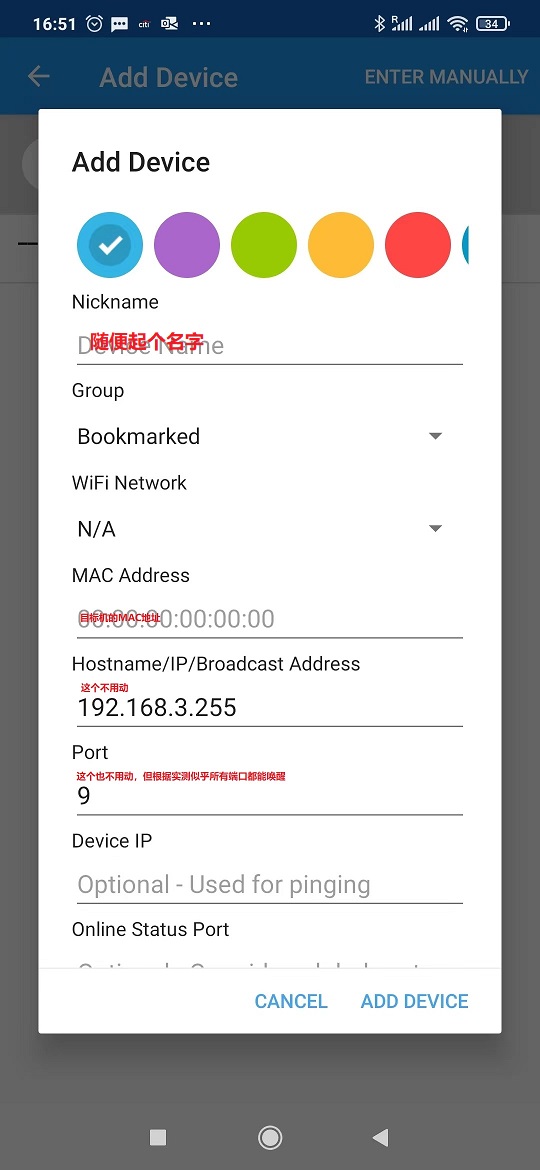 16:51
citi
R
34
Add Device
ENTER MANUALLY
Add Device
Nickname
Device Name
随便起个名字
Group
Bookmarked
WiFi Network
N/A
MAC Address
00:00:00:00:00:00
目标机的MAC地址
Hostname/IP/Broadcast Address
这个不用动
192.168.3.255
Port
这个也不用动，但根据实测似乎所有端口都能唤醒
9
Device IP
Optional - Used for pinging
Online Status Port
CANCEL
ADD DEVICE